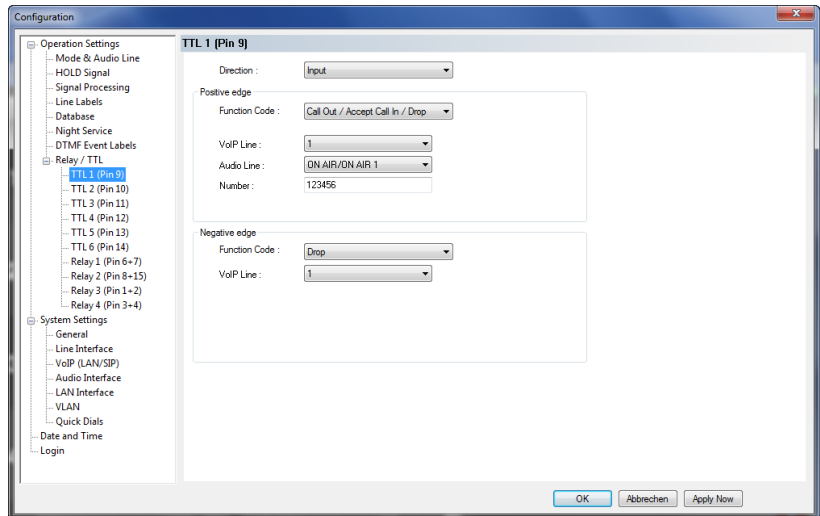 Configuration
Operation Settings
Mode & Audio Line
HOLD Signal
Signal Processing
Line Labels
Database
Night Service
DTMF Event Labels
Relay / TTL
TTL 1 (Pin 9)
TTL 2 (Pin 10)
TTL 3 (Pin 11)
TTL 4 (Pin 12)
TTL 5 (Pin 13)
TTL 6 (Pin 14)
Relay 1 (Pin 6+7)
Relay 2 (Pin 8+15)
Relay 3 (Pin 1+2)
Relay 4 (Pin 3+4)
System Settings
General
Line Interface
VoIP (LAN/SIP)
Audio Interface
LAN Interface
VLAN
Quick Dials
Date and Time
Login
TTL 1 (Pin 9)
Direction : Input
Positive edge
Function Code : Call Out / Accept Call In / Drop
VoIP Line : 1
Audio Line : ON AIR/ON AIR 1
Number : 123456
Negative edge
Function Code : Drop
VoIP Line : 1
OK Abbrechen Apply Now